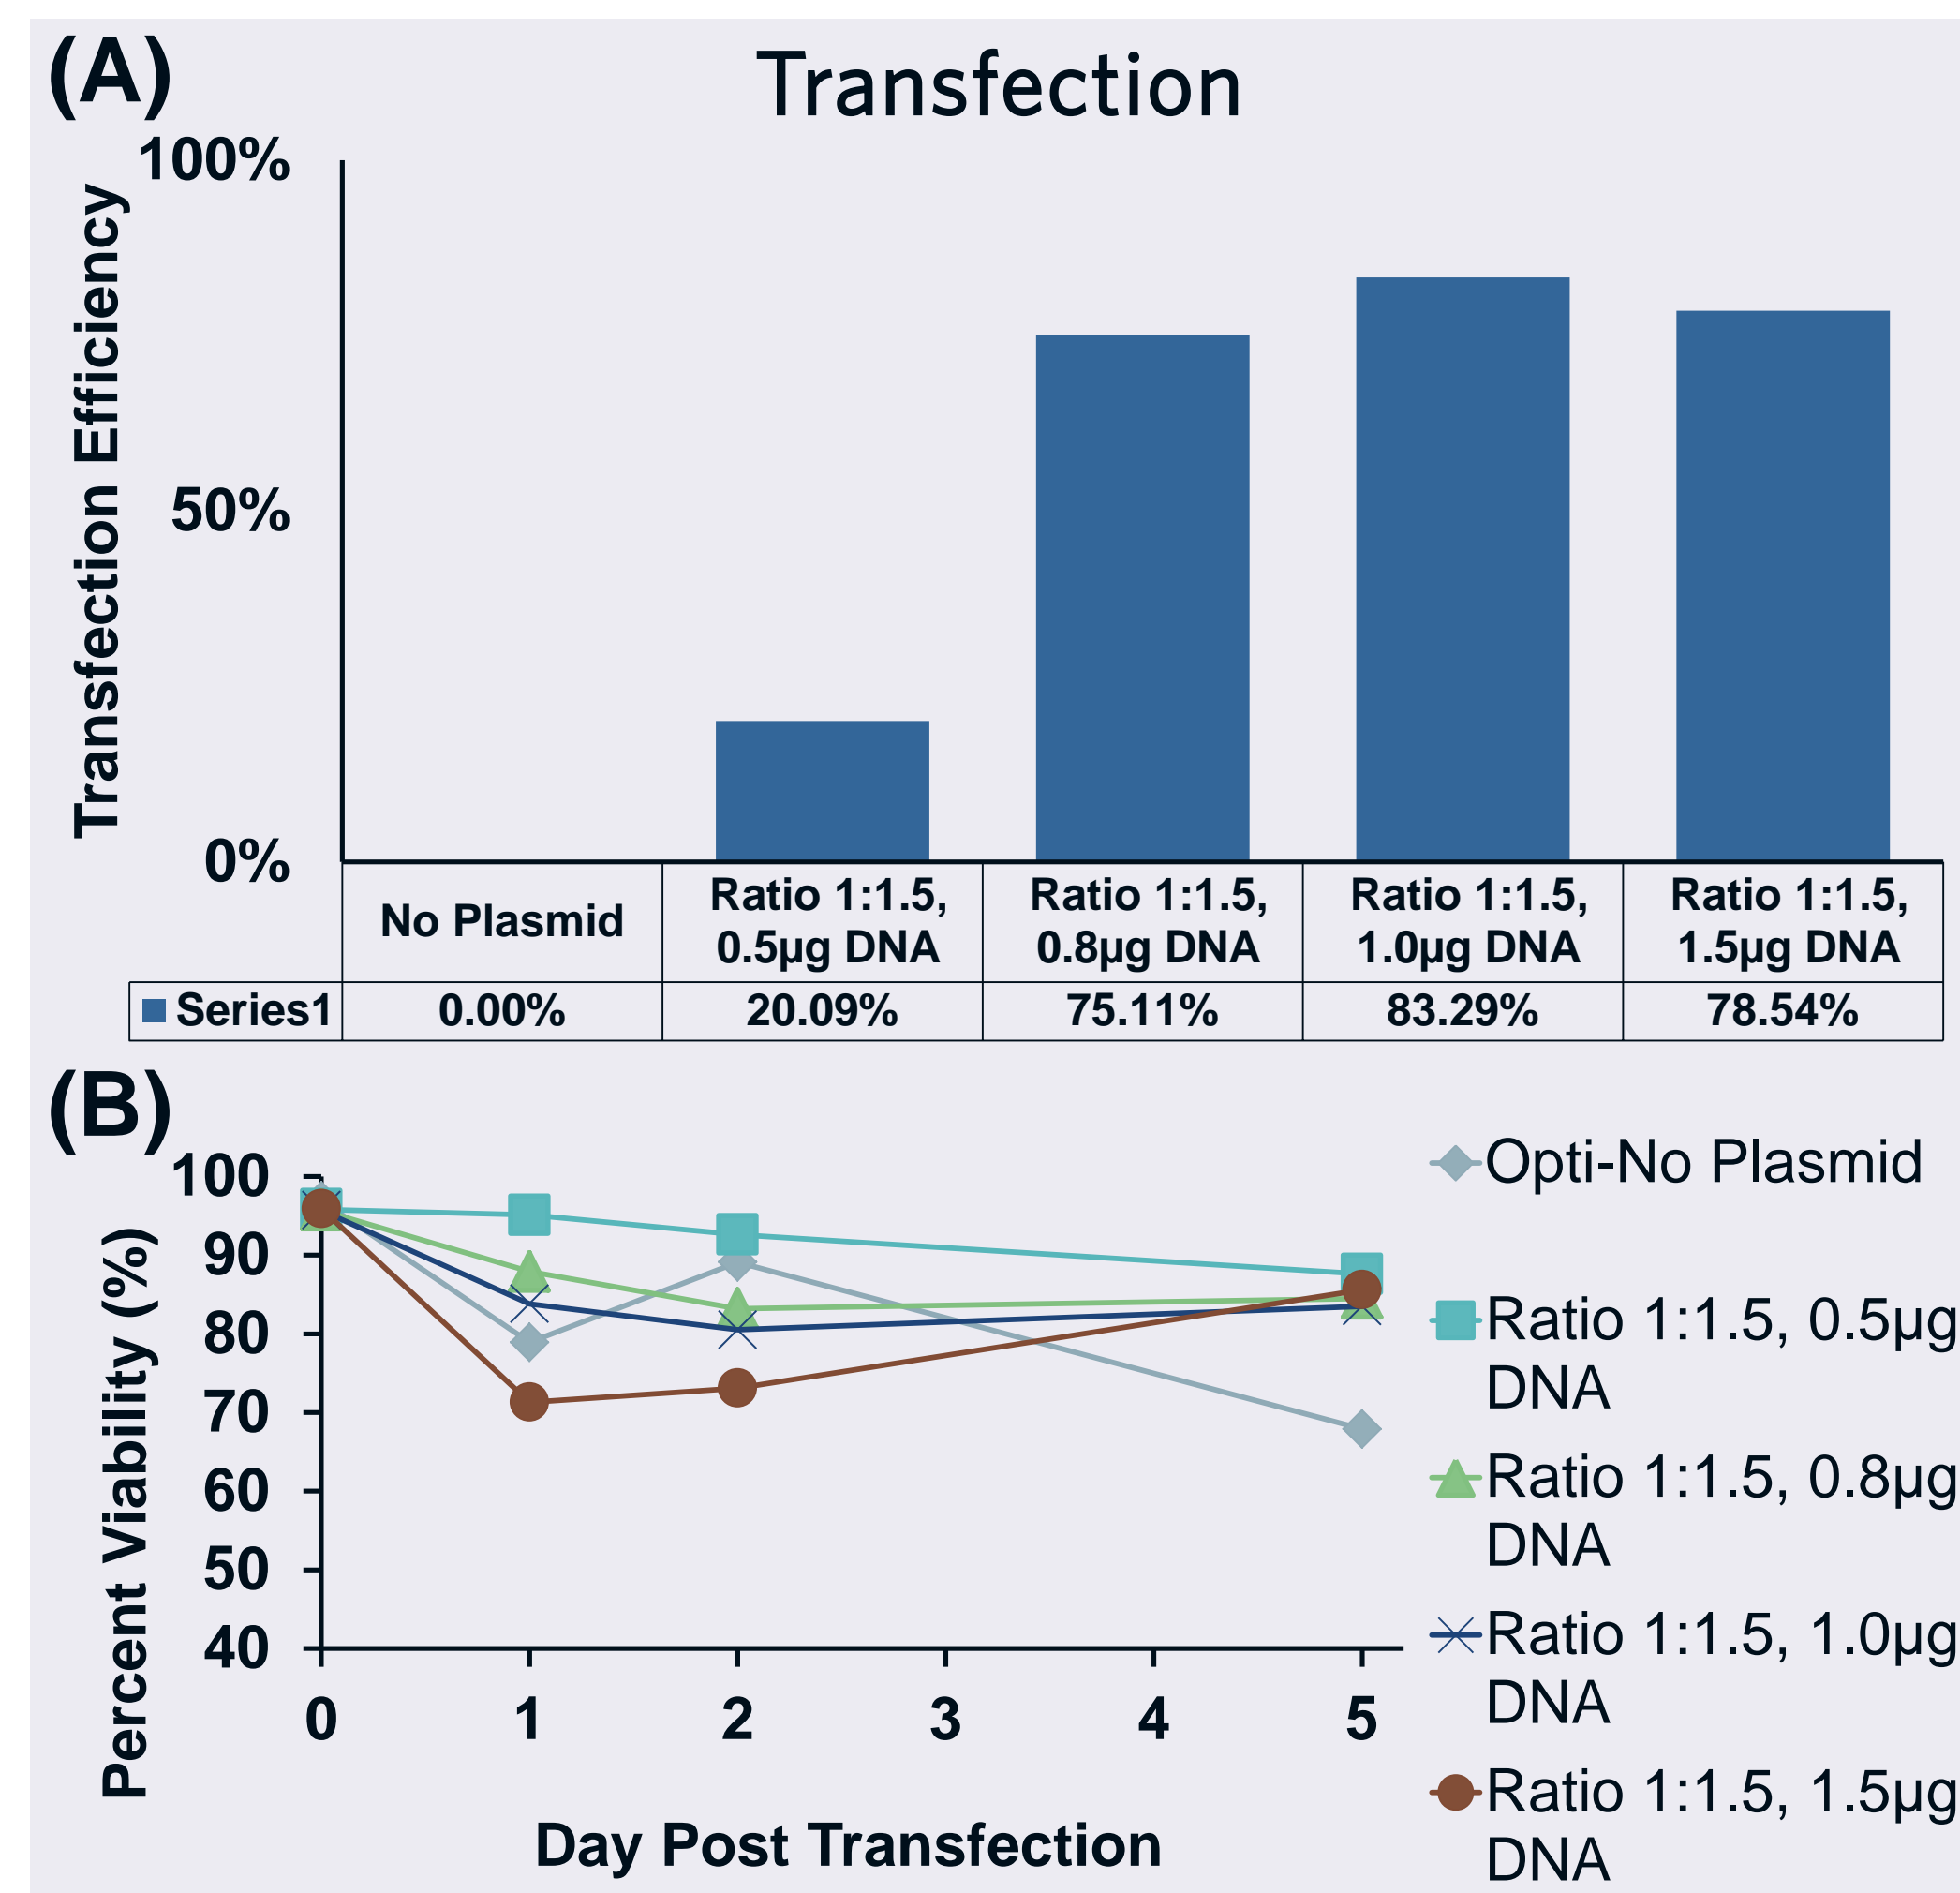 (A)
Transfection
Transfection Efficiency
100%
50%
0%
No Plasmid
Ratio 1:1.5,
0.5µg DNA
Ratio 1:1.5,
0.8µg DNA
Ratio 1:1.5,
1.0µg DNA
Ratio 1:1.5,
1.5µg DNA
Series1 0.00% 20.09% 75.11% 83.29% 78.54%
(B)
Percent Viability (%)
100
90
80
70
60
50
40
0 1 2 3 4 5
Day Post Transfection
Opti-No Plasmid
Ratio 1:1.5, 0.5µg
DNA
Ratio 1:1.5, 0.8µg
DNA
Ratio 1:1.5, 1.0µg
DNA
Ratio 1:1.5, 1.5µg
DNA